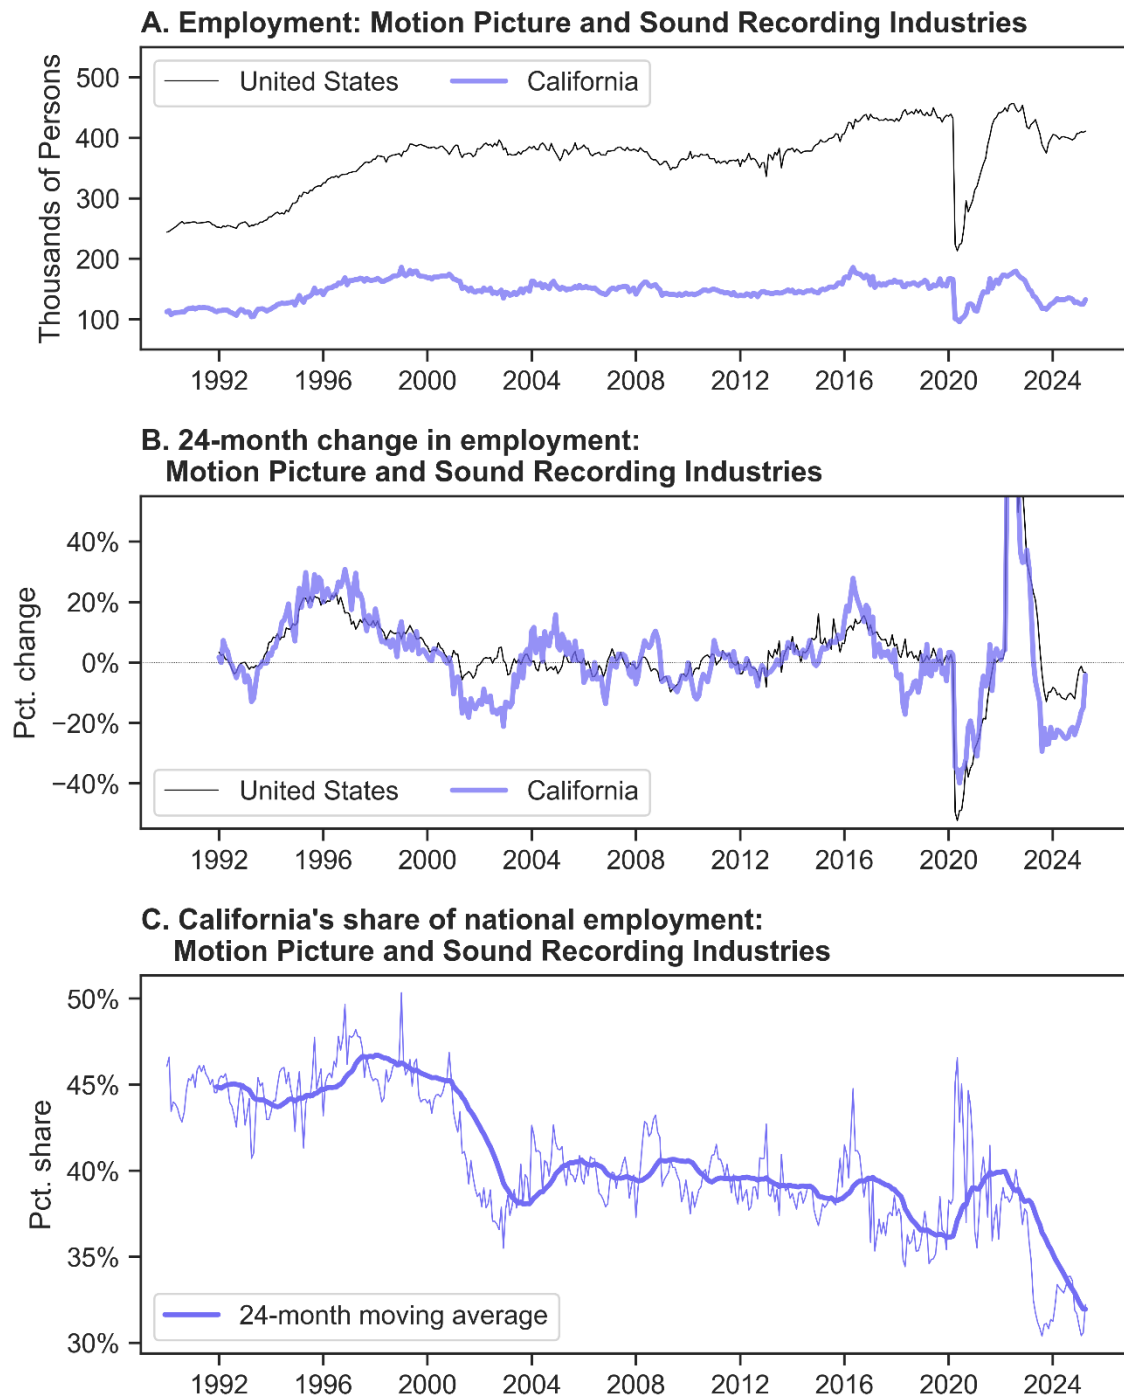 A. Employment: Motion Picture and Sound Recording Industries
Thousands of Persons
500
400
300
200
100
United States
California
1992 1996 2000 2004 2008 2012 2016 2020 2024
B. 24-month change in employment:
Motion Picture and Sound Recording Industries
Pct. change
40%
20%
0%
−20%
−40%
United States
California
1992 1996 2000 2004 2008 2012 2016 2020 2024
C. California's share of national employment:
Motion Picture and Sound Recording Industries
Pct. share
50%
45%
40%
35%
30%
24-month moving average
1992 1996 2000 2004 2008 2012 2016 2020 2024